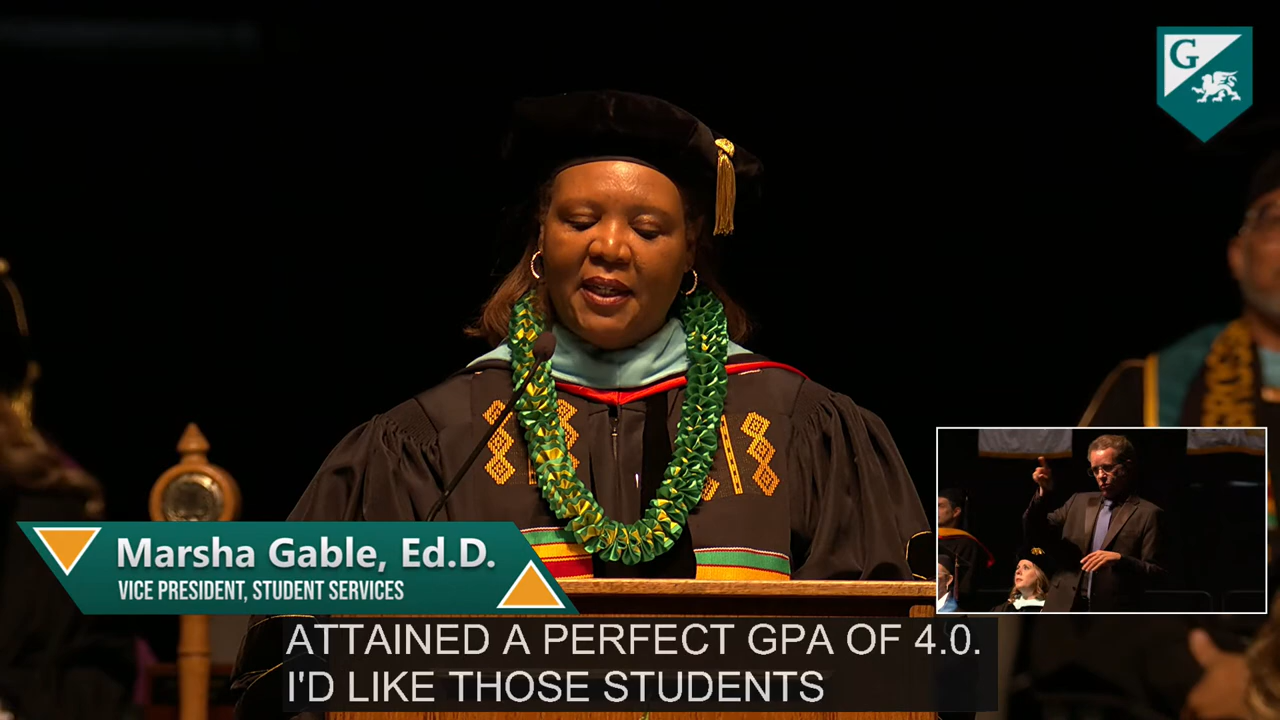 G
Marsha Gable, Ed.D.
VICE PRESIDENT, STUDENT SERVICES
ATTAINED A PERFECT GPA OF 4.0.
I'D LIKE THOSE STUDENTS